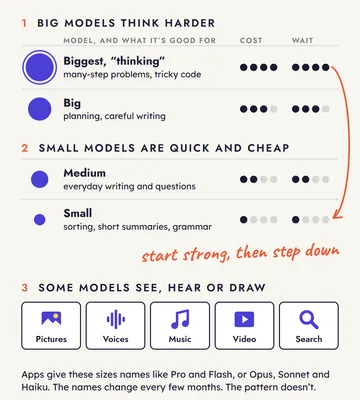 1 BIG MODELS THINK HARDER
MODEL, AND WHAT IT'S GOOD FOR COST WAIT
Biggest, “thinking”
many-step problems, tricky code
Big
planning, careful writing
2 SMALL MODELS ARE QUICK AND CHEAP
Medium
everyday writing and questions
Small
sorting, short summaries, grammar
start strong, then step down
3 SOME MODELS SEE, HEAR OR DRAW
Pictures Voices Music Video Search
Apps give these sizes names like Pro and Flash, or Opus, Sonnet and
Haiku. The names change every few months. The pattern doesn’t.